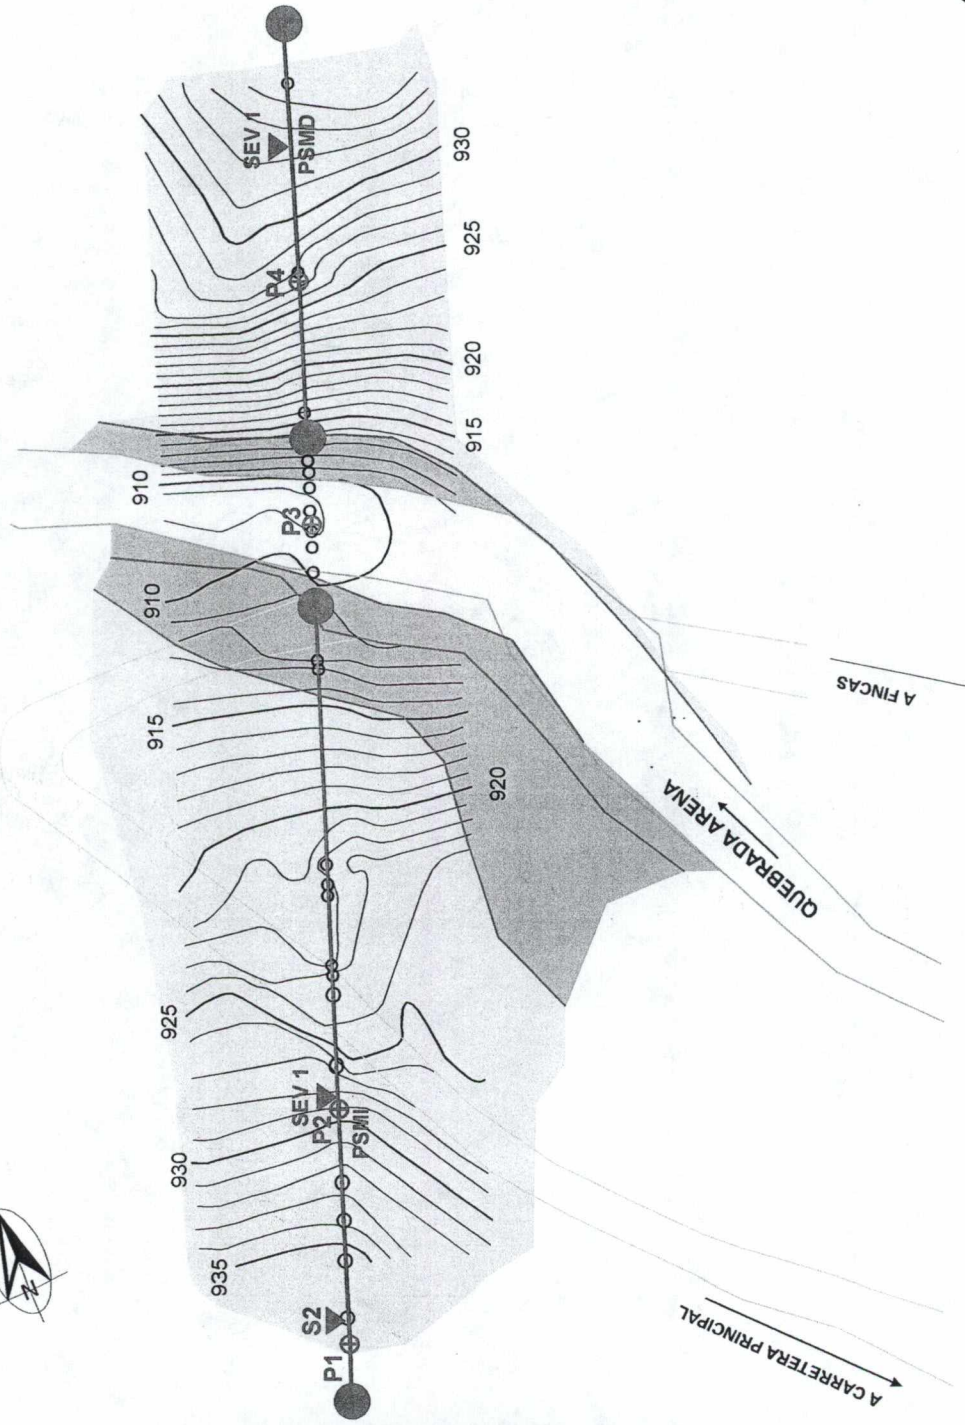 SEV 1
PSMD
930
925
P4
920
915
910
P3
910
915
920
A FINCAS
QUEBRADA ARENA
925
SEV 1
P2
PSMI
930
935
S2
P1
N
A CARRETERA PRINCIPAL